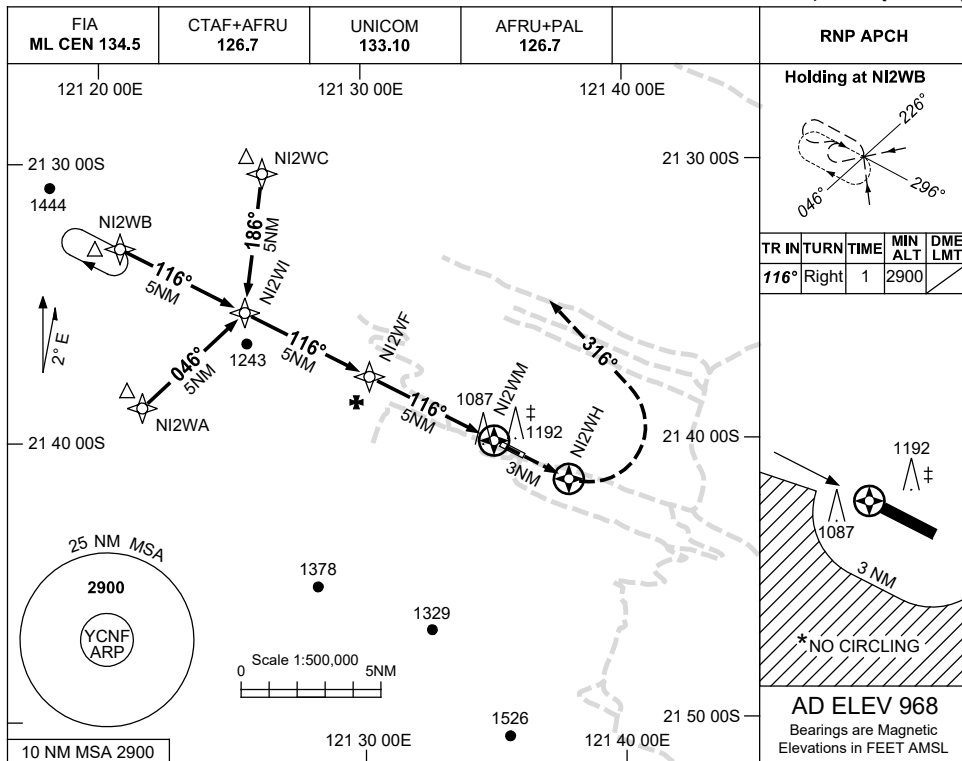 FIA
ML CEN 134.5
CTAF+AFRU
126.7
UNICOM
133.10
AFRU+PAL
126.7
RNP APCH
121 20 00E
121 30 00E
121 40 00E
Holding at NI2WB
226°
296°
046°
TR IN TURN TIME MIN ALT DME LMT
116° Right 1 2900
21 30 00S
21 30 00S
1444
NI2WC
NI2WB
186°
5NM
116°
5NM
NI2WI
2° E
1243
046°
5NM
NI2WA
116°
5NM
NI2WF
316°
116°
5NM
1087
NI2WM
‡
1192
NI2WH
3NM
21 40 00S
21 40 00S
1192
‡
1087
3 NM
*NO CIRCLING
25 NM MSA
2900
YCNF
ARP
1378
1329
Scale 1:500,000
0 5NM
1526
21 50 00S
121 30 00E
121 40 00E
10 NM MSA 2900
AD ELEV 968
Bearings are Magnetic
Elevations in FEET AMSL